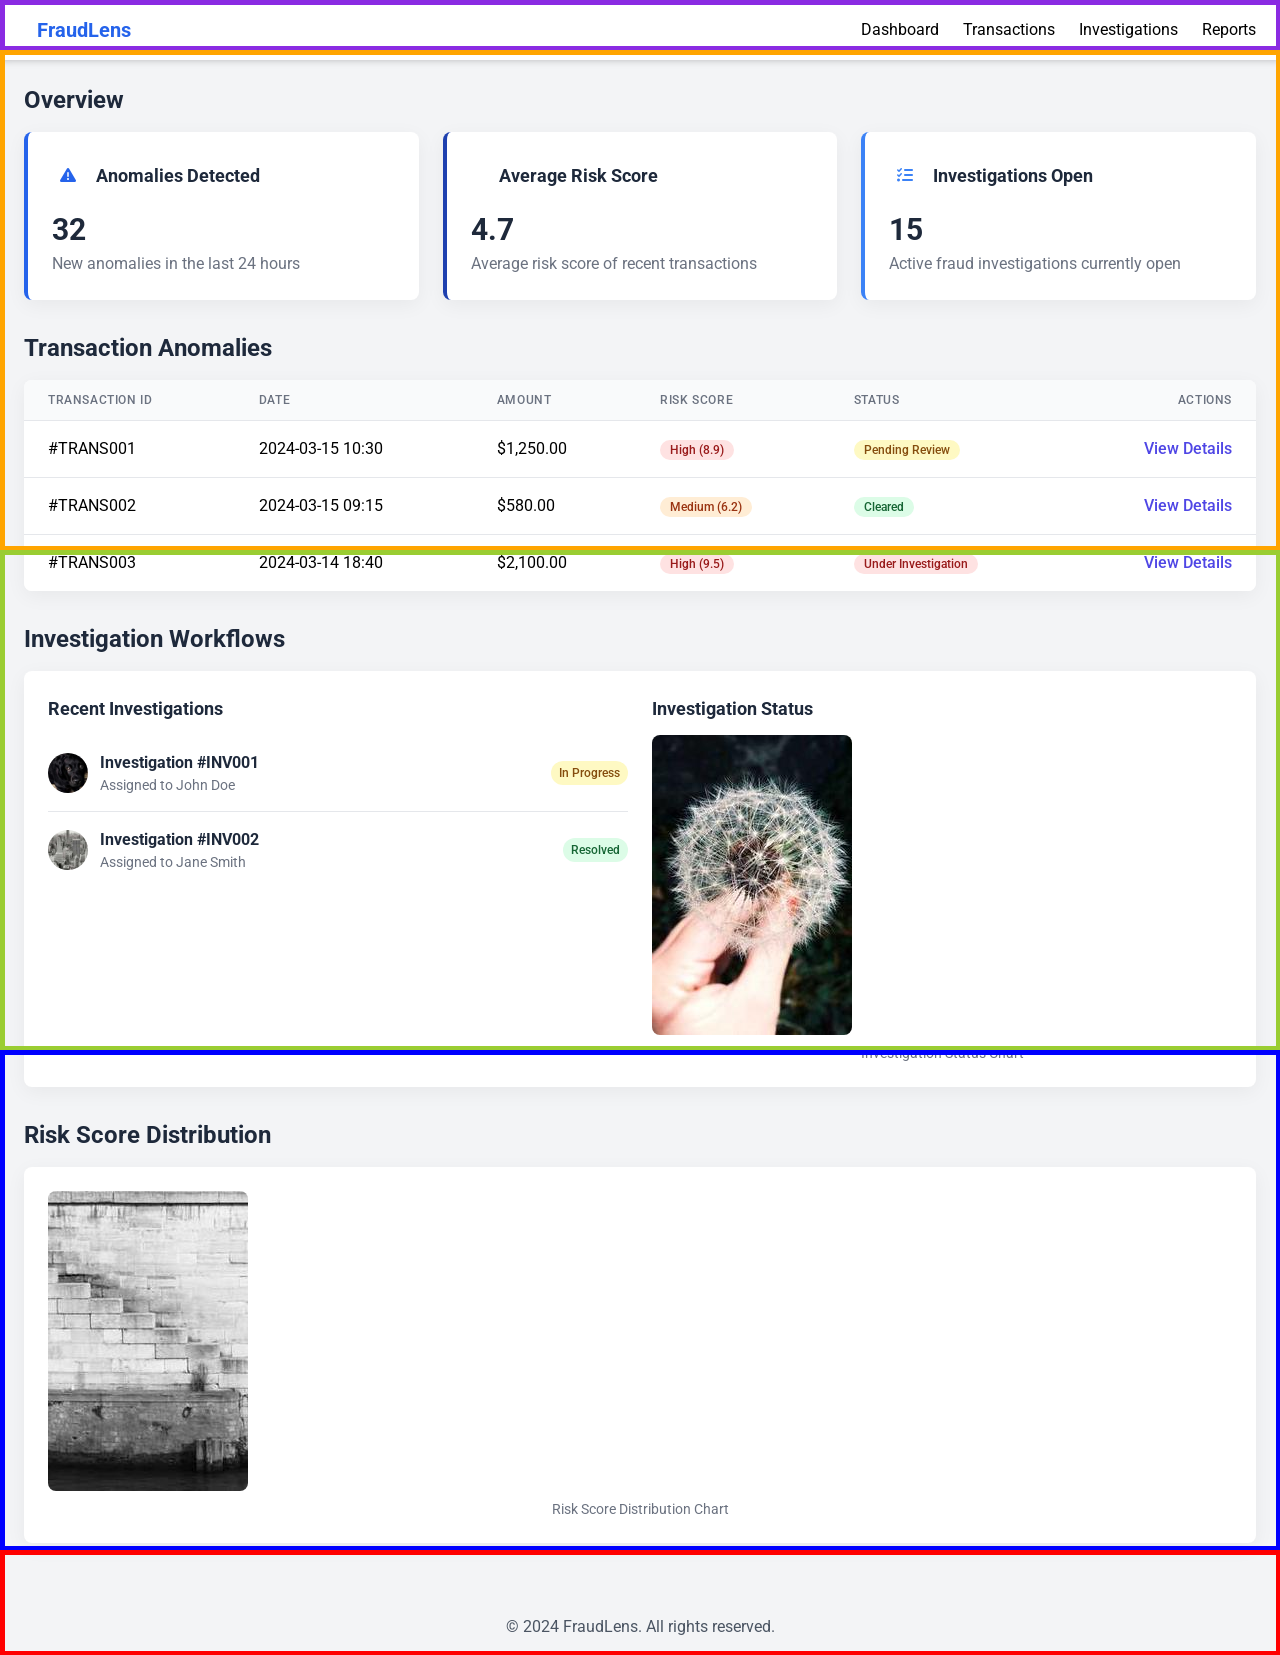 FraudLens
Dashboard Transactions Investigations Reports
Overview
Anomalies Detected
32
New anomalies in the last 24 hours
Average Risk Score
4.7
Average risk score of recent transactions
Investigations Open
15
Active fraud investigations currently open
Transaction Anomalies
TRANSACTION ID DATE AMOUNT RISK SCORE STATUS ACTIONS
#TRANS001 2024-03-15 10:30 $1,250.00 High (8.9) Pending Review View Details
#TRANS002 2024-03-15 09:15 $580.00 Medium (6.2) Cleared View Details
#TRANS003 2024-03-14 18:40 $2,100.00 High (9.5) Under Investigation View Details
Investigation Workflows
Recent Investigations
Investigation #INV001
Assigned to John Doe
In Progress
Investigation #INV002
Assigned to Jane Smith
Resolved
Investigation Status
Investigation Status Chart
Risk Score Distribution
Risk Score Distribution Chart
© 2024 FraudLens. All rights reserved.